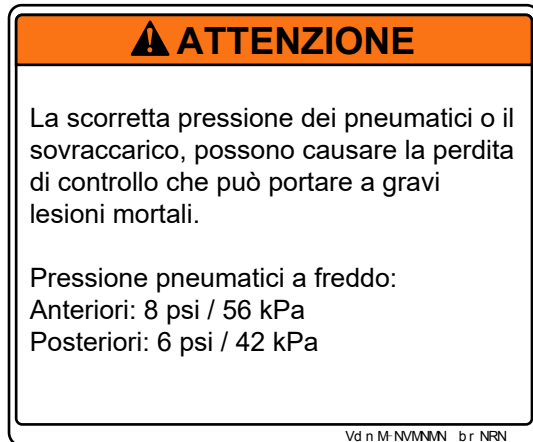 ATTENZIONE
La scorretta pressione dei pneumatici o il
sovraccarico, possono causare la perdita
di controllo che può portare a gravi
lesioni mortali.
Pressione pneumatici a freddo:
Anteriori: 8 psi / 56 kPa
Posteriori: 6 psi / 42 kPa